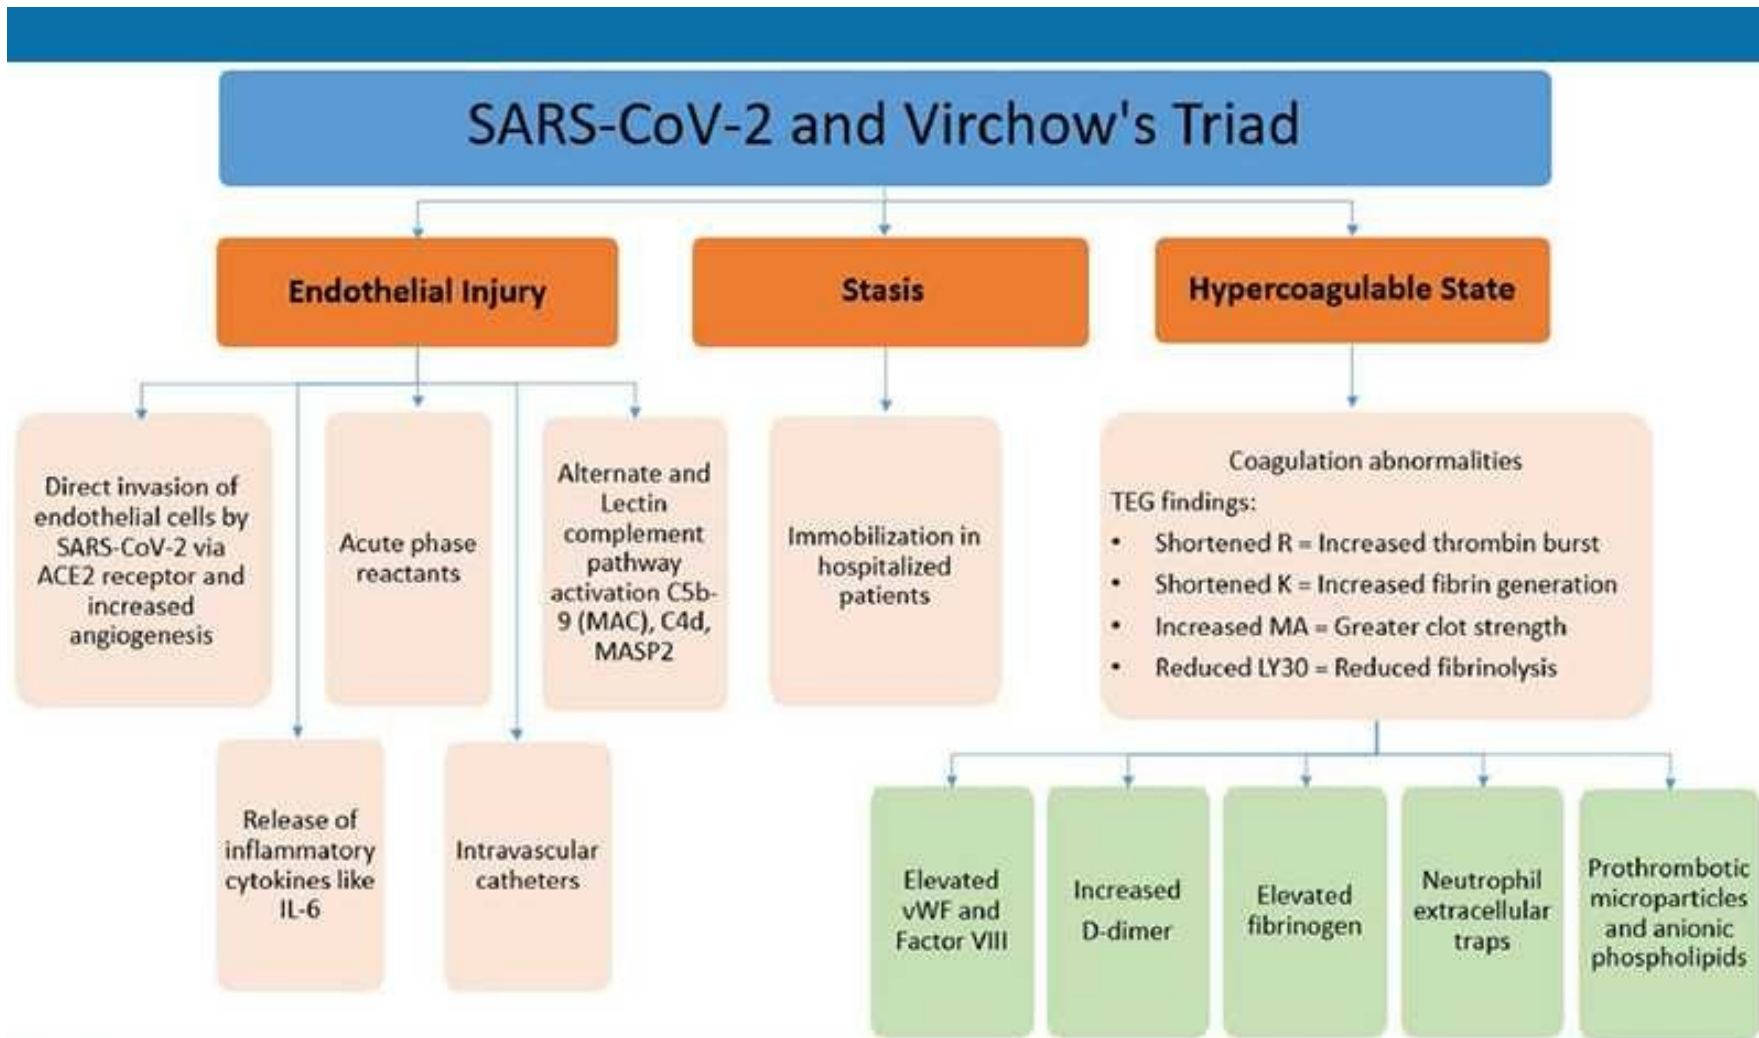 SARS-CoV-2 and Virchow's Triad
Endothelial Injury
Stasis
Hypercoagulable State
Direct invasion of
endothelial cells by
SARS-CoV-2 via
ACE2 receptor and
increased
angiogenesis
Acute phase
reactants
Alternate and
Lectin
complement
pathway
activation C5b-
9 (MAC), C4d,
MASP2
Immobilization in
hospitalized
patients
Coagulation abnormalities
TEG findings:
• Shortened R = Increased thrombin burst
• Shortened K = Increased fibrin generation
• Increased MA = Greater clot strength
• Reduced LY30 = Reduced fibrinolysis
Release of
inflammatory
cytokines like
IL-6
Intravascular
catheters
Elevated
vWF and
Factor VIII
Increased
D-dimer
Elevated
fibrinogen
Neutrophil
extracellular
traps
Prothrombotic
microparticles
and anionic
phospholipids